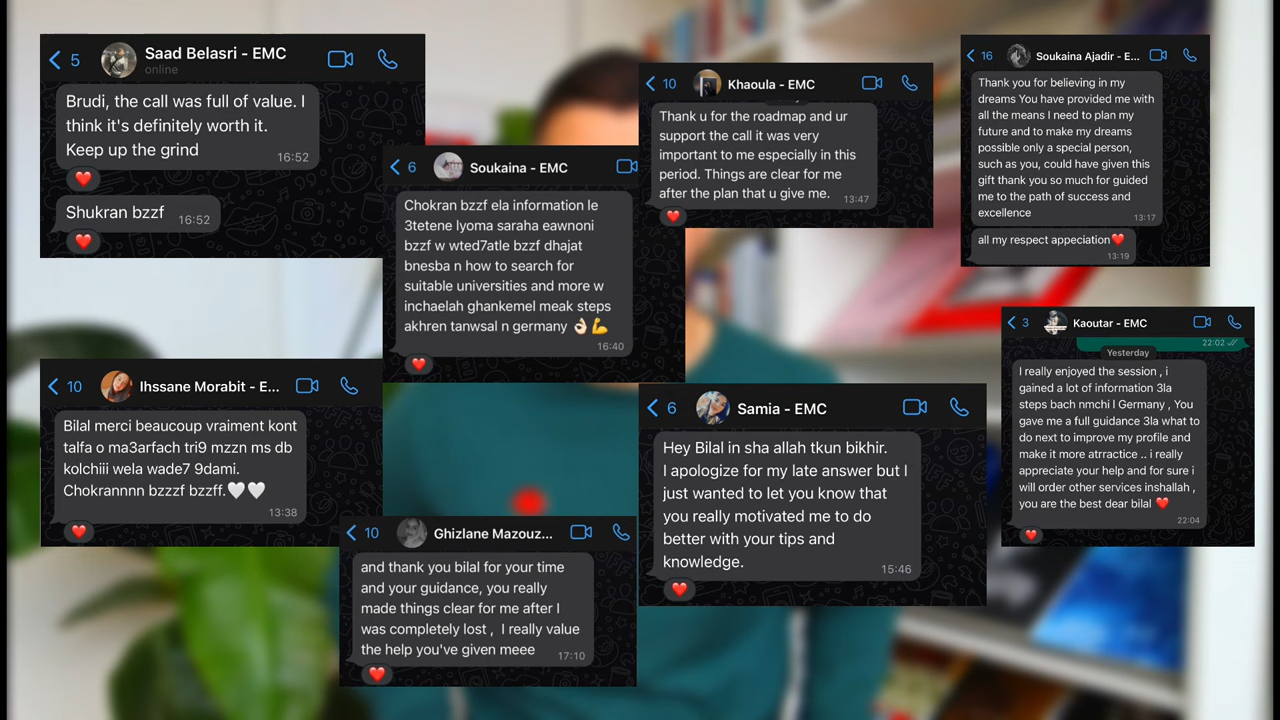 5
Saad Belasri - EMC
online
Brudi, the call was full of value. I
think it's definitely worth it.
Keep up the grind
16:52
Shukran bzzf
16:52
6
Soukaina - EMC
Chokran bzzf ela information le
3tetene lyoma saraha eawnoni
bzzf w wted7atle bzzf dhajat
bnesba n how to search for
suitable universities and more w
inchaelah ghankemel meak steps
akhren tanwsal n germany 👌🏻💪
16:40
10
Khaoula - EMC
Thank u for the roadmap and ur
support the call it was very
important to me especially in this
period. Things are clear for me
after the plan that u give me.
13:47
16
Soukaina Ajadir - E...
Thank you for believing in my
dreams You have provided me with
all the means I need to plan my
future and to make my dreams
possible only a special person,
such as you, could have given this
gift thank you so much for guided
me to the path of success and
excellence
13:17
all my respect appeciation❤️
13:19
10
Ihssane Morabit - E...
Bilal merci beaucoup vraiment kont
talfa o ma3arfach tri9 mzzn ms db
kolchiii wela wade7 9dami.
Chokrannnn bzzzf bzzff.🤍🤍
13:38
10
Ghizlane Mazouz...
and thank you bilal for your time
and your guidance, you really
made things clear for me after I
was completely lost , I really value
the help you've given meee
17:10
6
Samia - EMC
Hey Bilal in sha allah tkun bikhir.
I apologize for my late answer but I
just wanted to let you know that
you really motivated me to do
better with your tips and
knowledge.
15:46
3
Kaoutar - EMC
22:02
Yesterday
I really enjoyed the session , i
gained a lot of information 3la
steps bach nmchi l Germany , You
gave me a full guidance 3la what to
do next to improve my profile and
make it more atrractice .. i really
appreciate your help and for sure i
will order other services inshallah ,
you are the best dear bilal ❤️
22:04